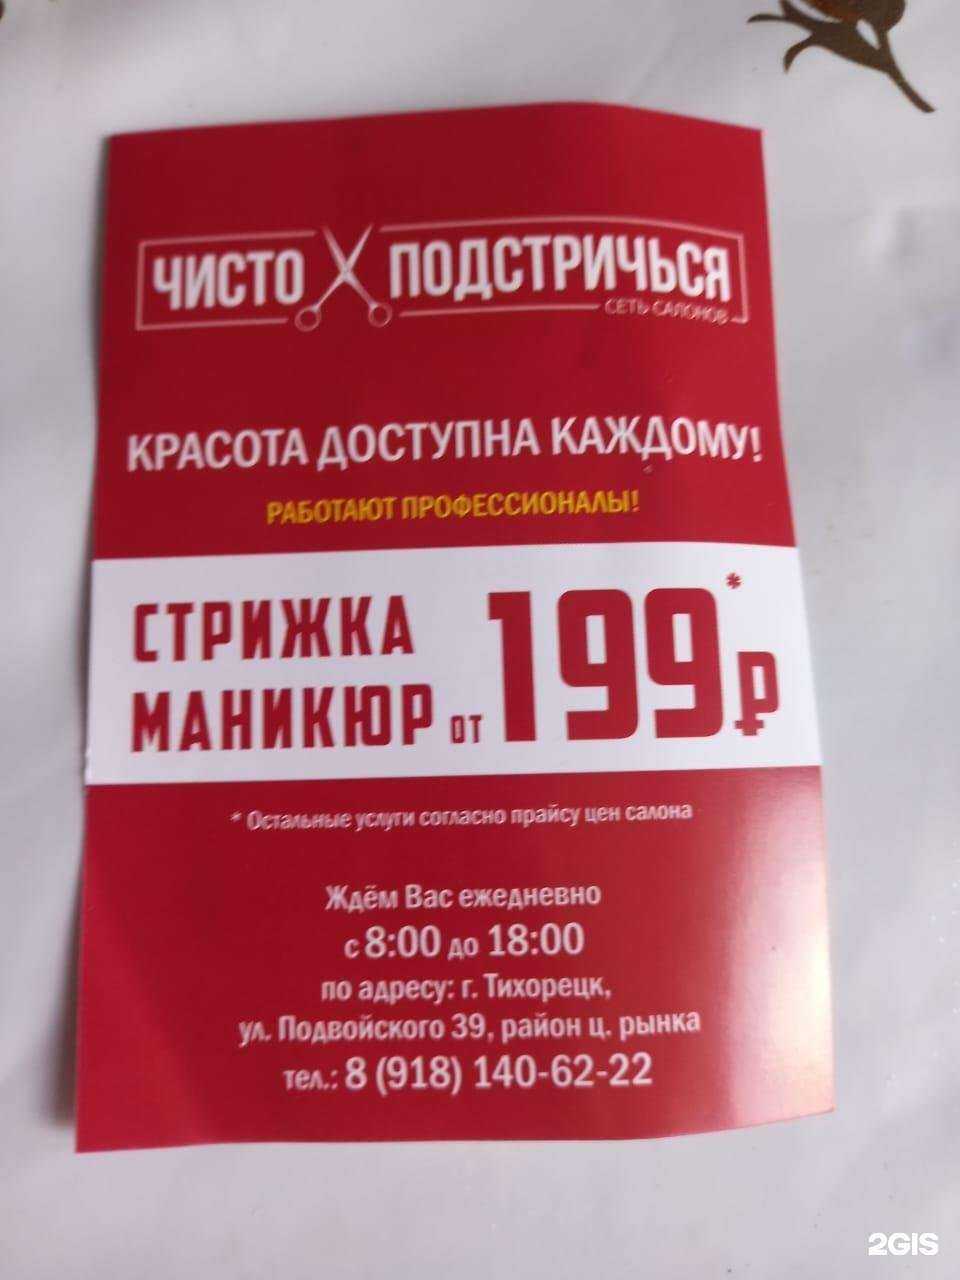 ЧИСТО ПОДСТРИЧЬСЯ
СЕТЬ САЛОНОВ
КРАСОТА ДОСТУПНА КАЖДОМУ!
РАБОТАЮТ ПРОФЕССИОНАЛЫ!
СТРИЖКА
МАНИКЮР от 199₽*
* Остальные услуги согласно прайсу цен салона
Ждём Вас ежедневно
с 8:00 до 18:00
по адресу: г. Тихорецк,
ул. Подвойского 39, район ц. рынка
тел.: 8 (918) 140-62-22
2GIS